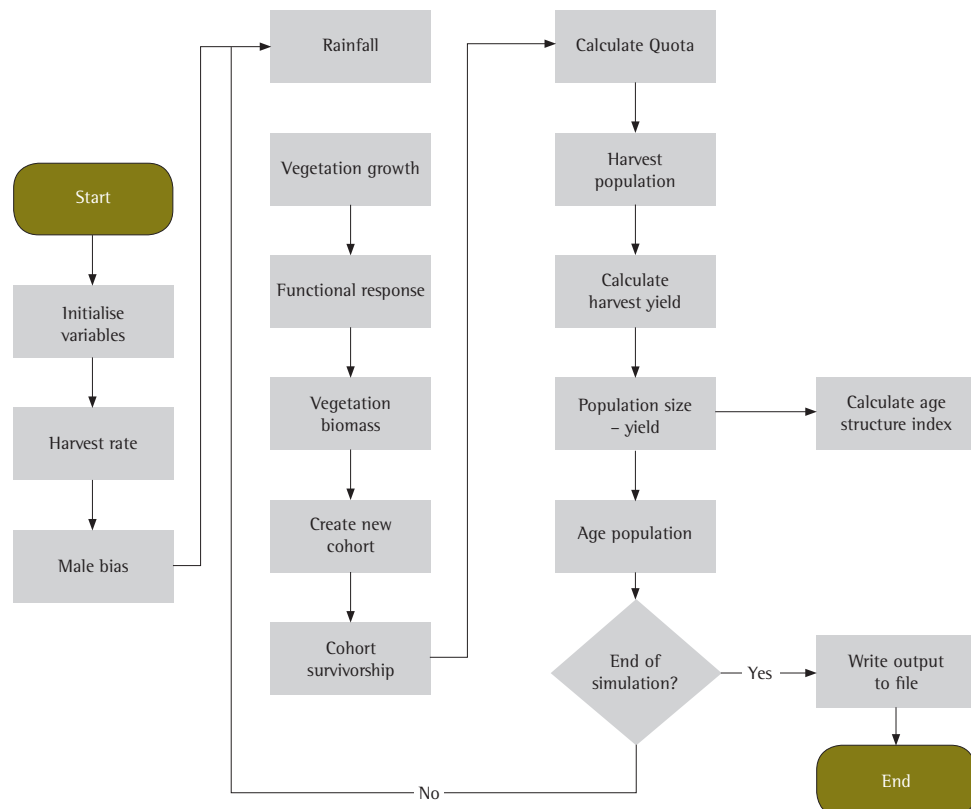 Start
Initialise
variables
Harvest rate
Male bias
Rainfall
Vegetation growth
Functional response
Vegetation
biomass
Create new
cohort
Cohort
survivorship
Calculate Quota
Harvest
population
Calculate
harvest yield
Population size
– yield
Calculate age
structure index
Age population
End of
simulation?
Yes
Write output
to file
End
No